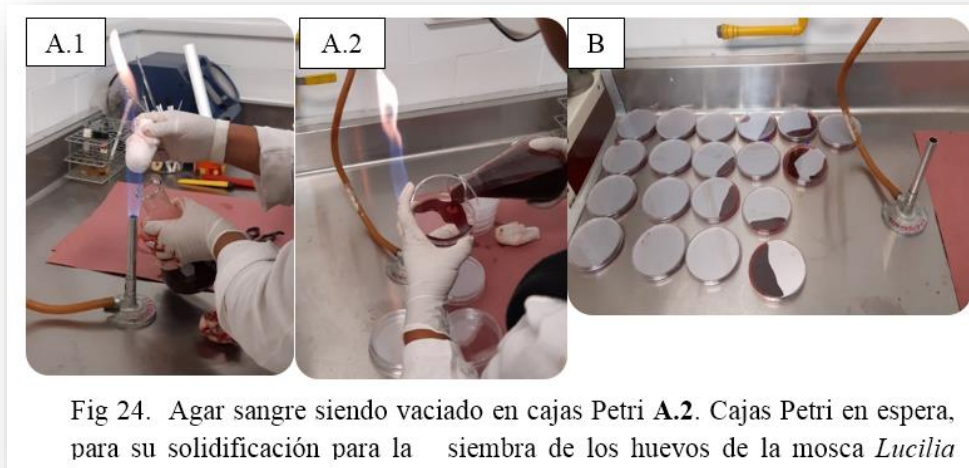 A.1
A.2
B
Fig 24. Agar sangre siendo vaciado en cajas Petri A.2. Cajas Petri en espera,
para su solidificación para la siembra de los huevos de la mosca Lucilia